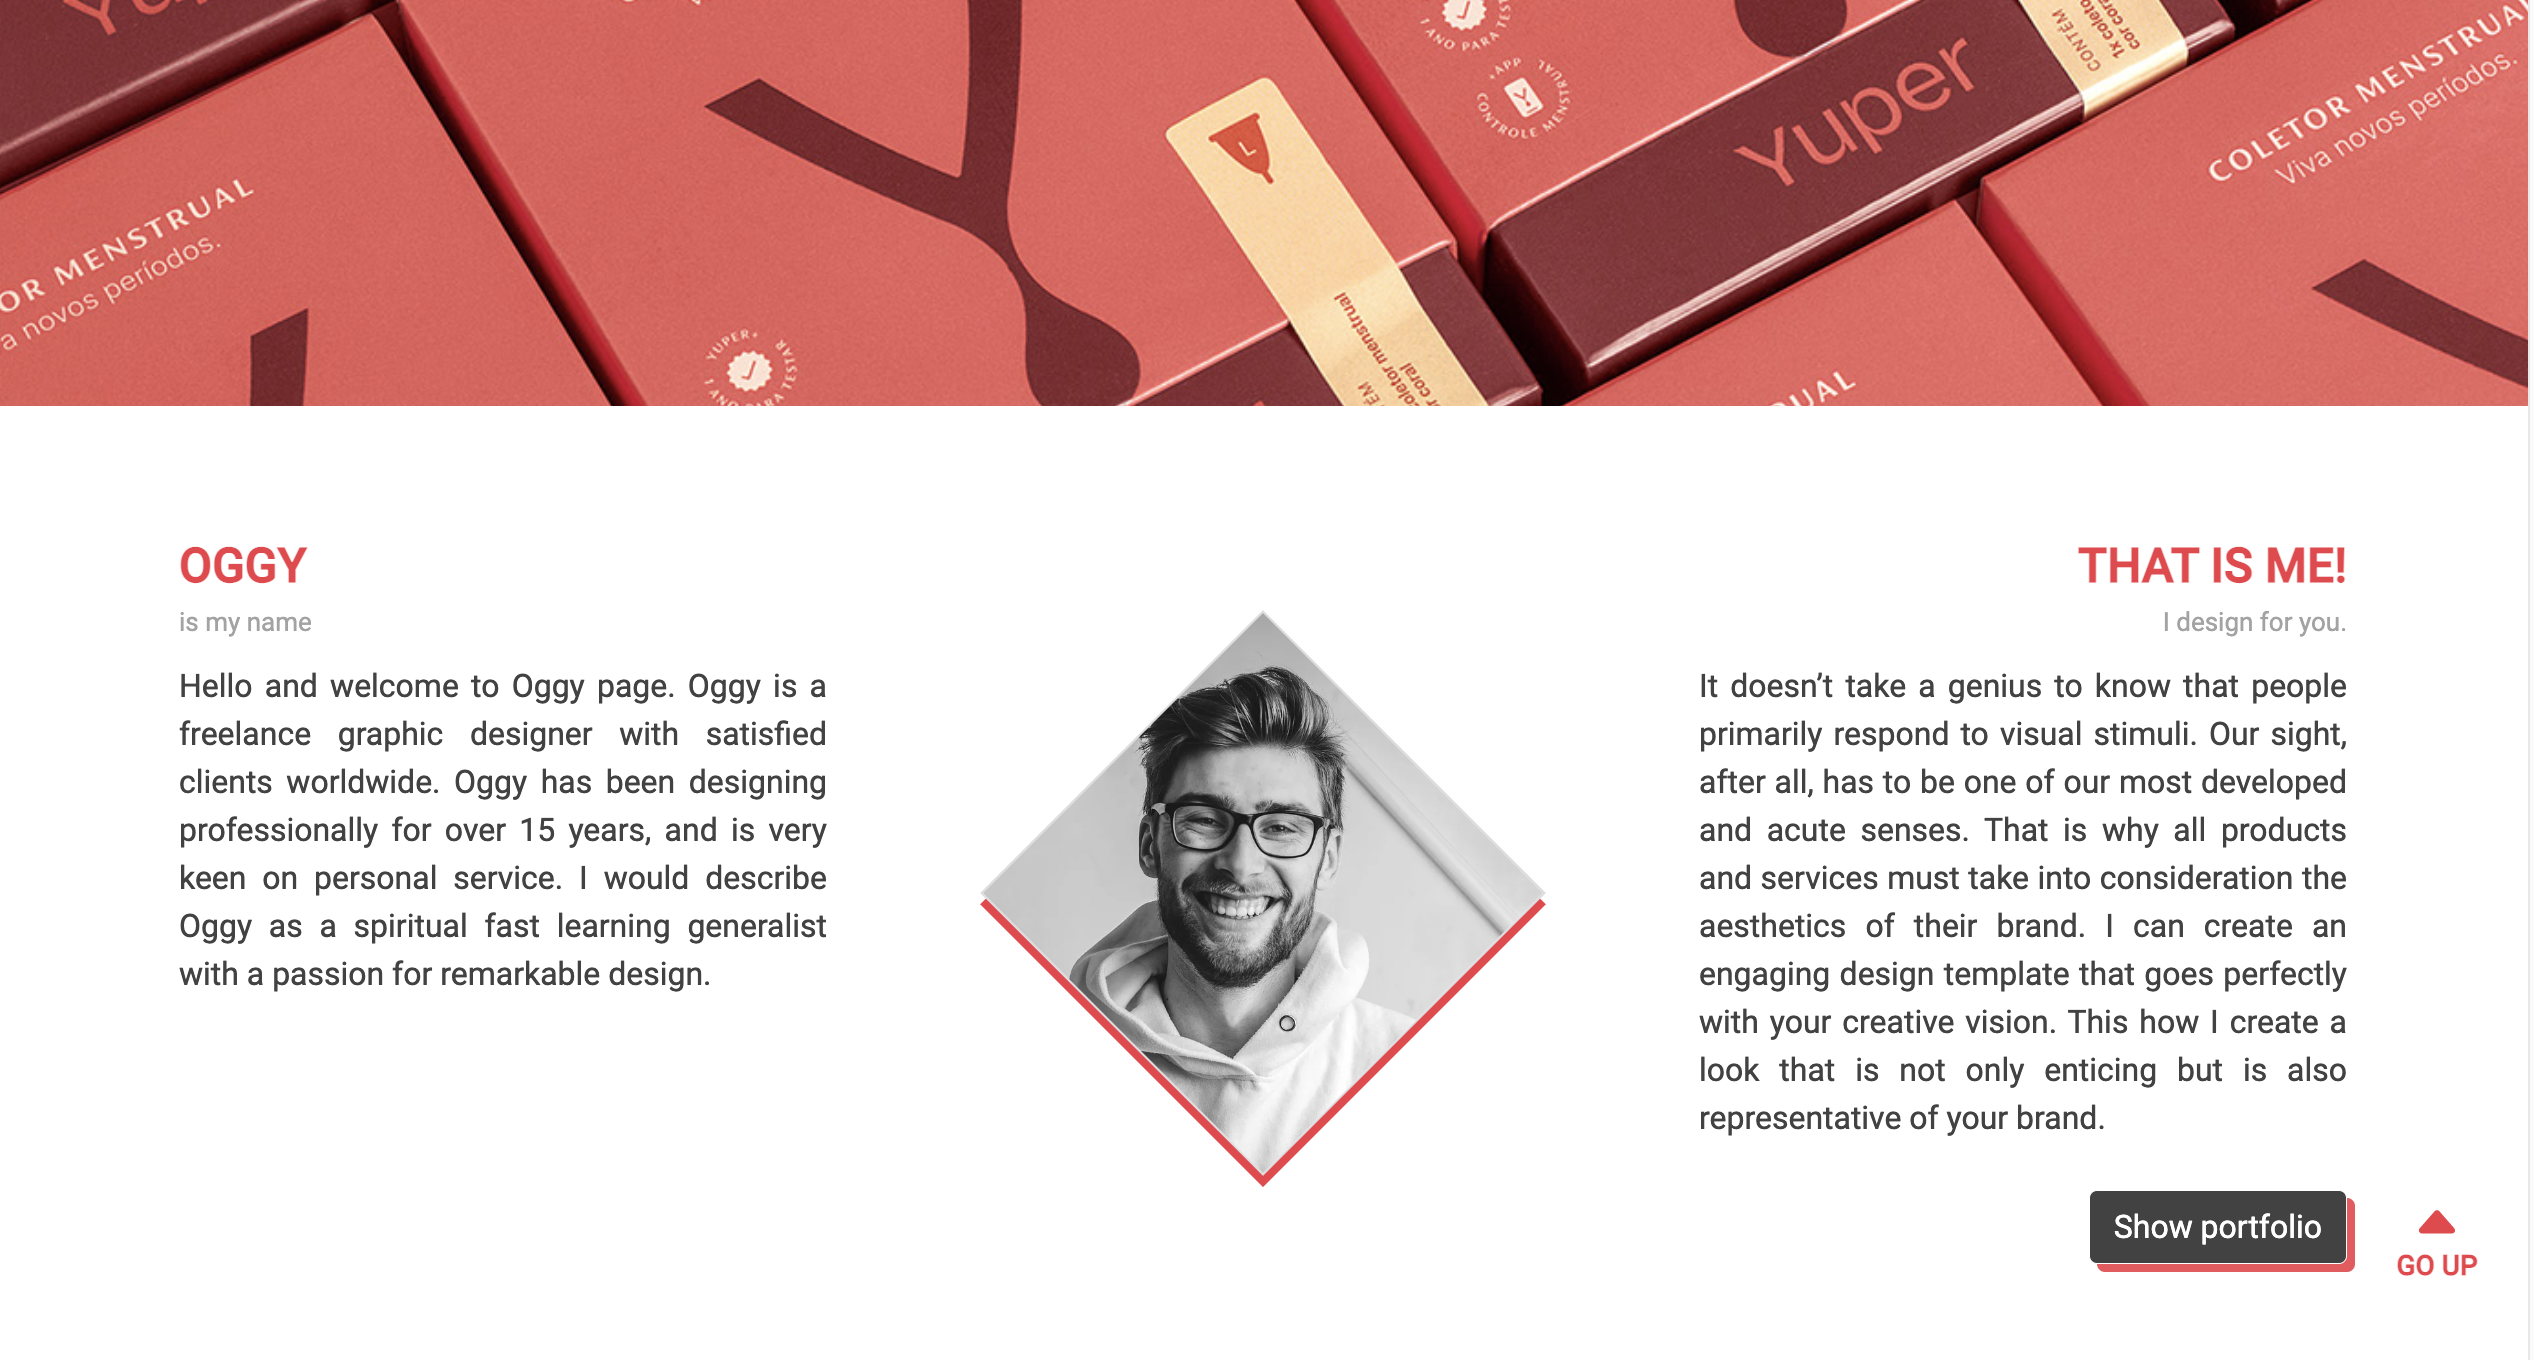 OR MENSTRUAL
a novos períodos.
YUPER+
1 ANO PARA TESTAR
L
coletor menstrual
coral
1 ANO PARA TES
+APP
CONTROLE MENSTRUAL
Y!
Yuper
CONTÉM
1x coleto
cor cora
COLETOR MENSTRUA
Viva novos períodos.
UAL
OGGY
is my name
Hello and welcome to Oggy page. Oggy is a
freelance graphic designer with satisfied
clients worldwide. Oggy has been designing
professionally for over 15 years, and is very
keen on personal service. I would describe
Oggy as a spiritual fast learning generalist
with a passion for remarkable design.
THAT IS ME!
I design for you.
It doesn’t take a genius to know that people
primarily respond to visual stimuli. Our sight,
after all, has to be one of our most developed
and acute senses. That is why all products
and services must take into consideration the
aesthetics of their brand. I can create an
engaging design template that goes perfectly
with your creative vision. This how I create a
look that is not only enticing but is also
representative of your brand.
Show portfolio
GO UP